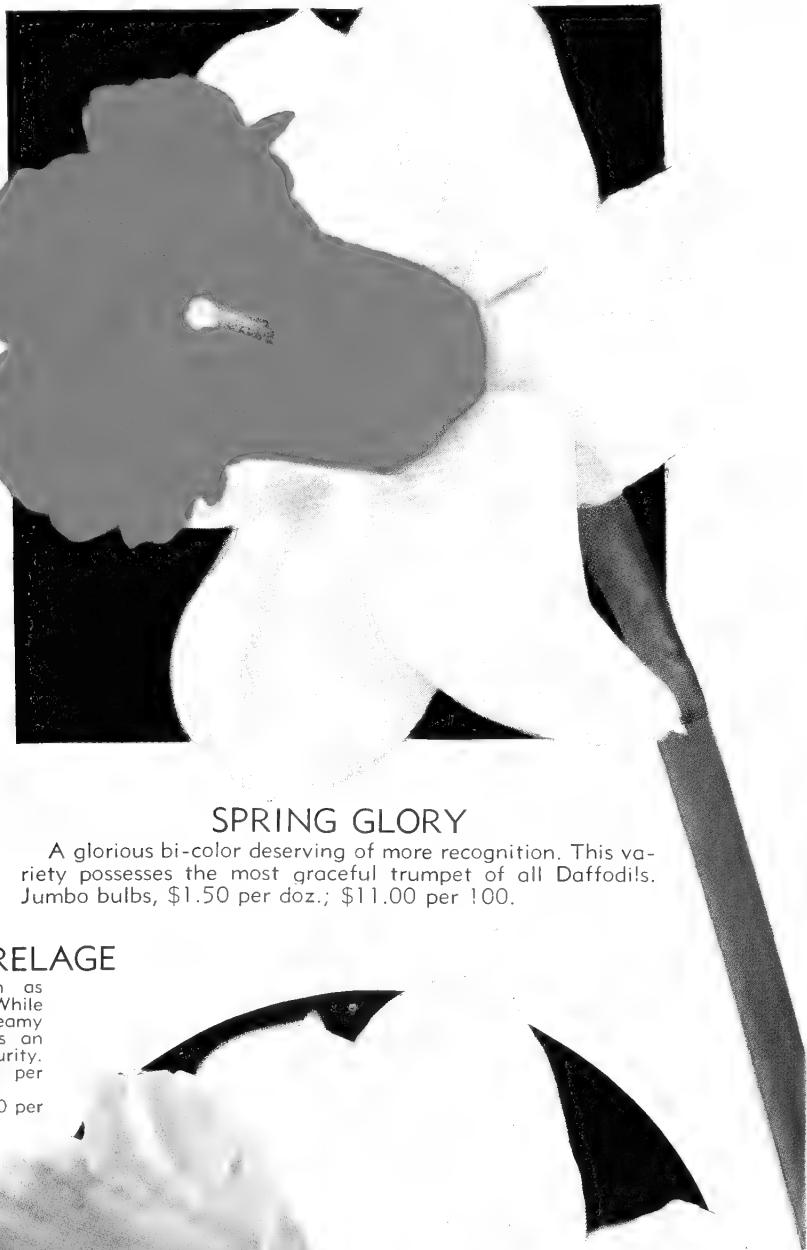 SPRING GLORY
A glorious bi-color deserving of more recognition. This va-
riety possesses the most graceful trumpet of all Daffodils.
Jumbo bulbs, $1.50 per doz.; $11.00 per 100.
RELAGE
as
While
eamy
s an
urity.
per
0 per